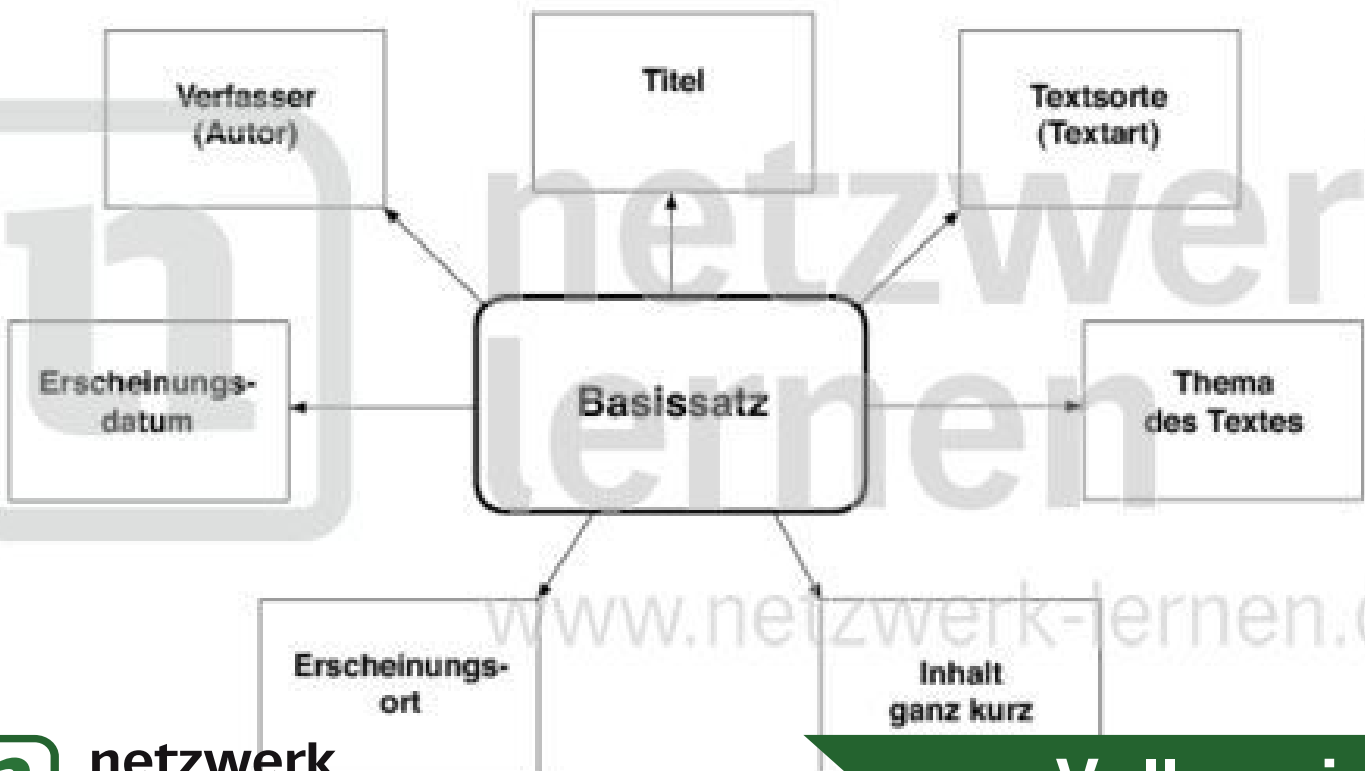 Titel
Verfasser
(Autor)
Textsorte
(Textart)
netzwer
lernen
Erscheinungs-
datum
Basissatz
Thema
des Textes
www.netzwerk-lernen.
Erscheinungs-
ort
Inhalt
ganz kurz
netzwerk